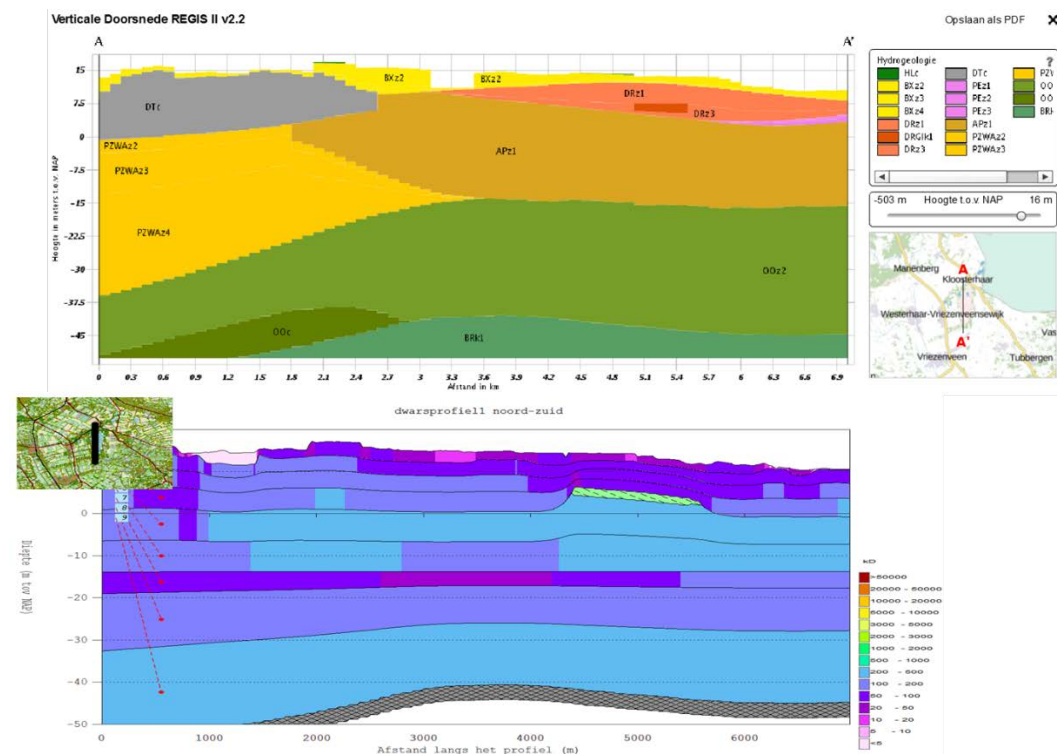 Verticale Doorsnede REGIS II v2.2
Opslaan als PDF
A
A'
15
7.5
0
-7.5
-15
-22.5
-30
-37.5
-45
Hoogte in meters t.o.v. NAP
DTc
BXz2
BXz2
DRz1
DRz3
PZWAz2
PZWAz3
APz1
PZWAz4
OOz2
OOc
BRk1
0 0.3 0.6 0.9 1.2 1.5 1.8 2.1 2.4 2.7 3 3.3 3.6 3.9 4.2 4.5 4.8 5.1 5.4 5.7 6 6.3 6.6 6.9
Afstand in km
Hydrogeologie
?
HLc
BXz2
BXz3
BXz4
DRz1
DRGIk1
DRz3
DTc
PEz1
PEz2
PEz3
APz1
PZWAz2
PZWAz3
OO
OO
-503 m Hoogte t.o.v. NAP 16 m
A
Mariënberg
Kloosterhaar
Westerhaar-Vriezenveensewijk
Vas
A'
Vriezenveen
Tubbergen
dwarsprofiel1 noord-zuid
7
8
9
0
-10
-20
-30
-40
-50
Diepte (m tov NAP)
0 1000 2000 3000 4000 5000 6000
Afstand langs het profiel (m)
kD
>50000
20000 - 50000
10000 - 20000
5000 - 10000
3000 - 5000
2000 - 3000
1000 - 2000
500 - 1000
200 - 500
100 - 200
50 - 100
20 - 50
10 - 20
5 - 10
<5